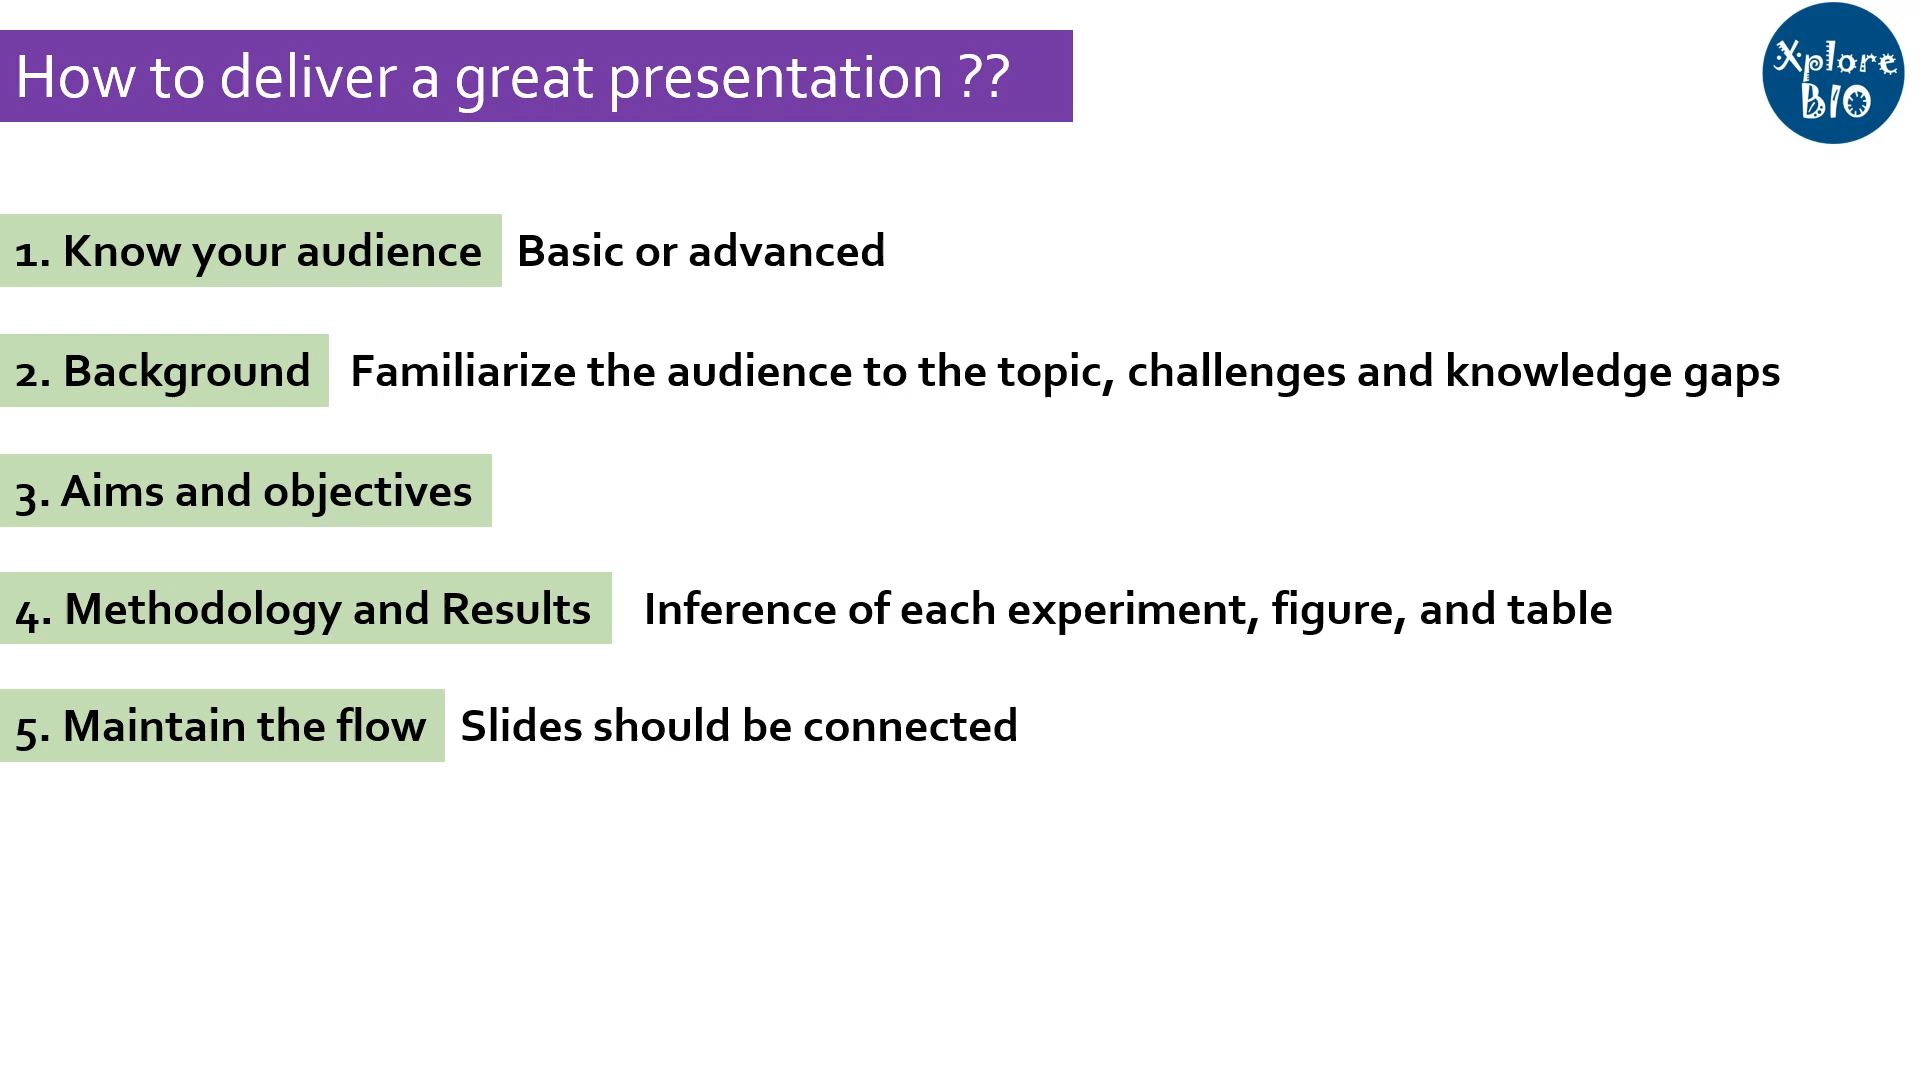 How to deliver a great presentation ??
Xplore
BIO
1. Know your audience Basic or advanced
2. Background Familiarize the audience to the topic, challenges and knowledge gaps
3. Aims and objectives
4. Methodology and Results Inference of each experiment, figure, and table
5. Maintain the flow Slides should be connected